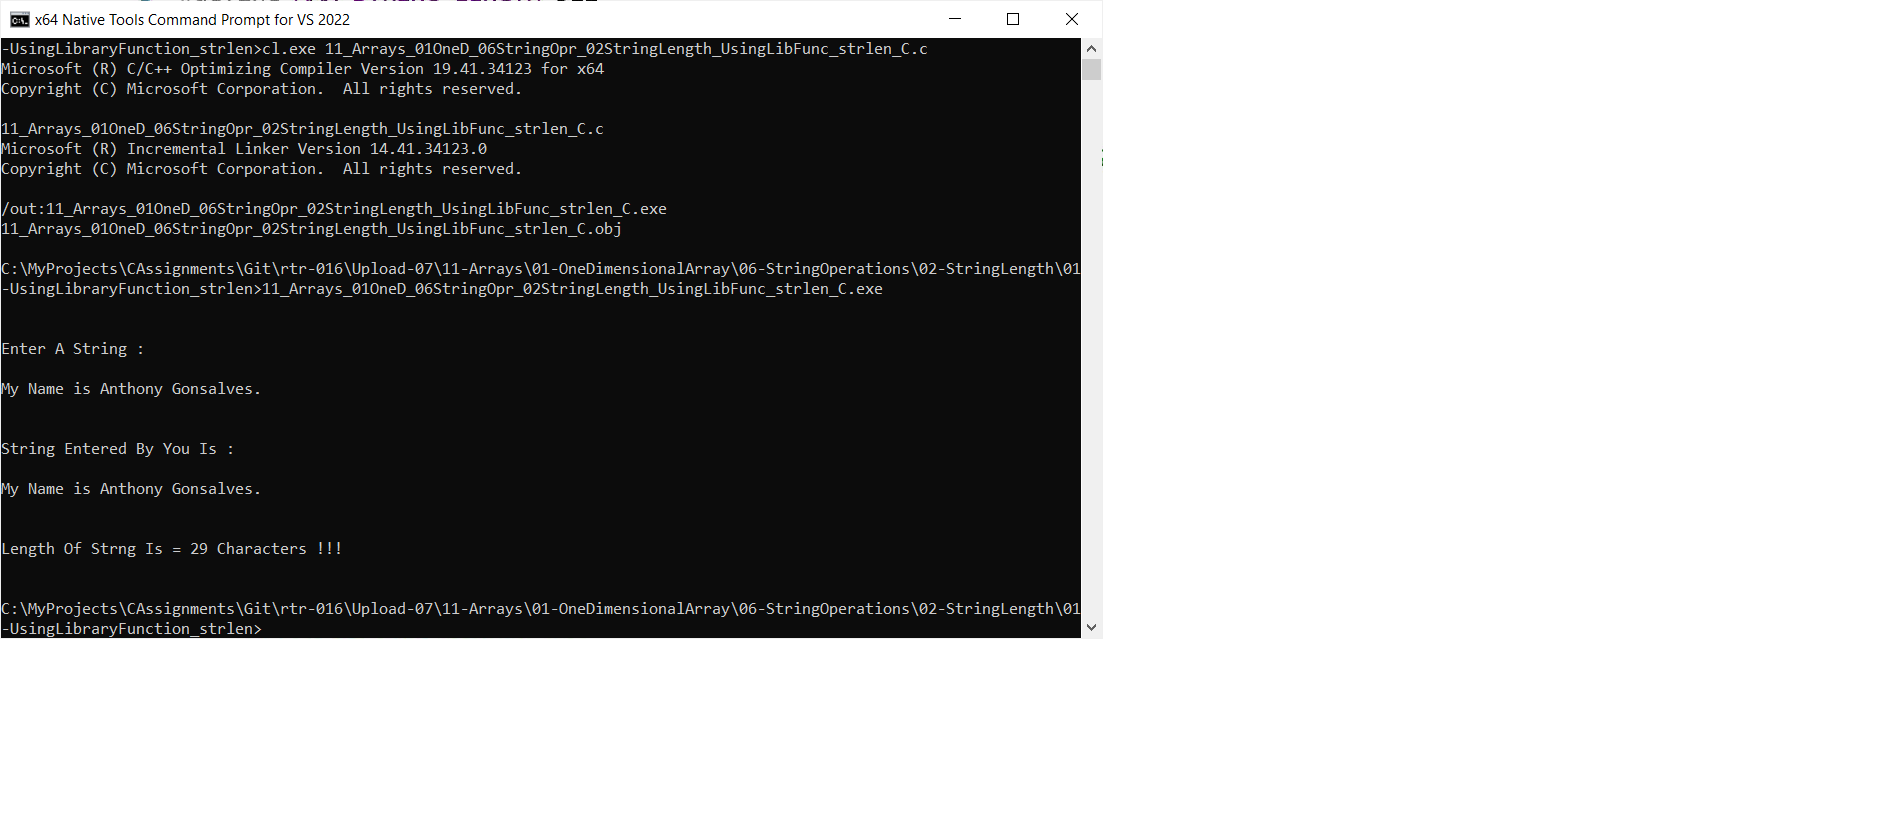 x64 Native Tools Command Prompt for VS 2022
-UsingLibraryFunction_strlen>cl.exe 11_Arrays_01OneD_06StringOpr_02StringLength_UsingLibFunc_strlen_C.c
Microsoft (R) C/C++ Optimizing Compiler Version 19.41.34123 for x64
Copyright (C) Microsoft Corporation.  All rights reserved.
11_Arrays_01OneD_06StringOpr_02StringLength_UsingLibFunc_strlen_C.c
Microsoft (R) Incremental Linker Version 14.41.34123.0
Copyright (C) Microsoft Corporation.  All rights reserved.
/out:11_Arrays_01OneD_06StringOpr_02StringLength_UsingLibFunc_strlen_C.exe
11_Arrays_01OneD_06StringOpr_02StringLength_UsingLibFunc_strlen_C.obj
C:\MyProjects\CAssignments\Git\rtr-016\Upload-07\11-Arrays\01-OneDimensionalArray\06-StringOperations\02-StringLength\01
-UsingLibraryFunction_strlen>11_Arrays_01OneD_06StringOpr_02StringLength_UsingLibFunc_strlen_C.exe
Enter A String :
My Name is Anthony Gonsalves.
String Entered By You Is :
My Name is Anthony Gonsalves.
Length Of Strng Is = 29 Characters !!!
C:\MyProjects\CAssignments\Git\rtr-016\Upload-07\11-Arrays\01-OneDimensionalArray\06-StringOperations\02-StringLength\01
-UsingLibraryFunction_strlen>